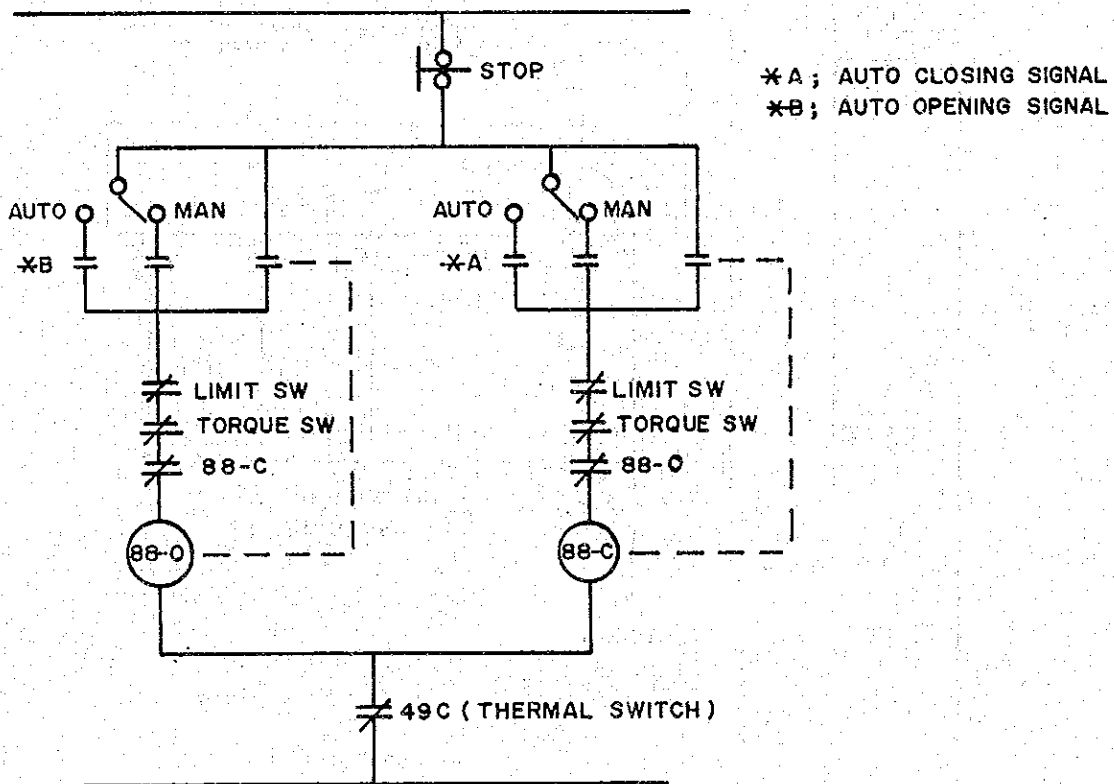 STOP
*A; AUTO CLOSING SIGNAL
*B; AUTO OPENING SIGNAL
AUTO MAN AUTO MAN
*B *A
LIMIT SW LIMIT SW
TORQUE SW TORQUE SW
88-C 88-O
88-O 88-C
49C (THERMAL SWITCH)